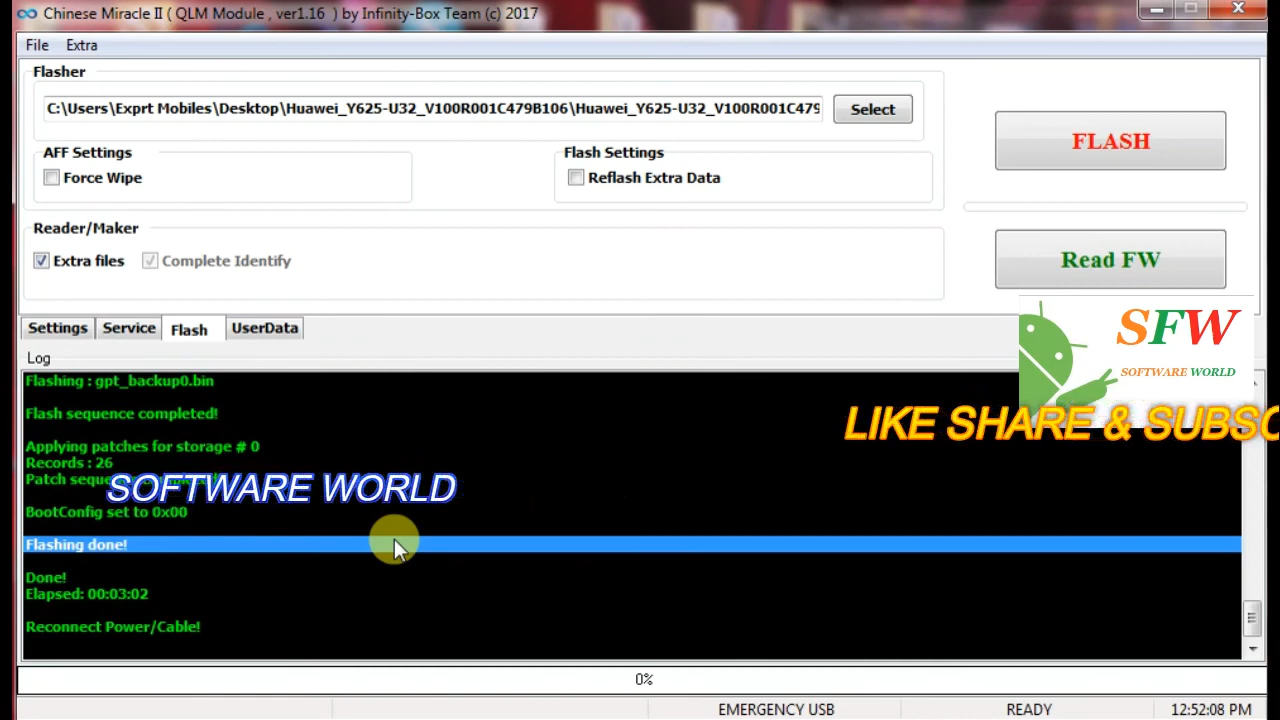 Chinese Miracle II ( QLM Module , ver1.16 ) by Infinity-Box Team (c) 2017
File Extra
Flasher
C:\Users\Exprt Mobiles\Desktop\Huawei_Y625-U32_V100R001C479B106\Huawei_Y625-U32_V100R001C479
Select
FLASH
AFF Settings
Flash Settings
Force Wipe
Reflash Extra Data
Reader/Maker
Extra files
Complete Identify
Read FW
Settings Service Flash UserData
SFW
SOFTWARE WORLD
Log
Flashing : gpt_backup0.bin
Flash sequence completed!
LIKE SHARE & SUBSC
Applying patches for storage # 0
Records : 26
Patch
SOFTWARE WORLD
BootConfig set to 0x00
Flashing done!
Done!
Elapsed: 00:03:02
Reconnect Power/Cable!
0%
EMERGENCY USB
READY
12:52:08 PM